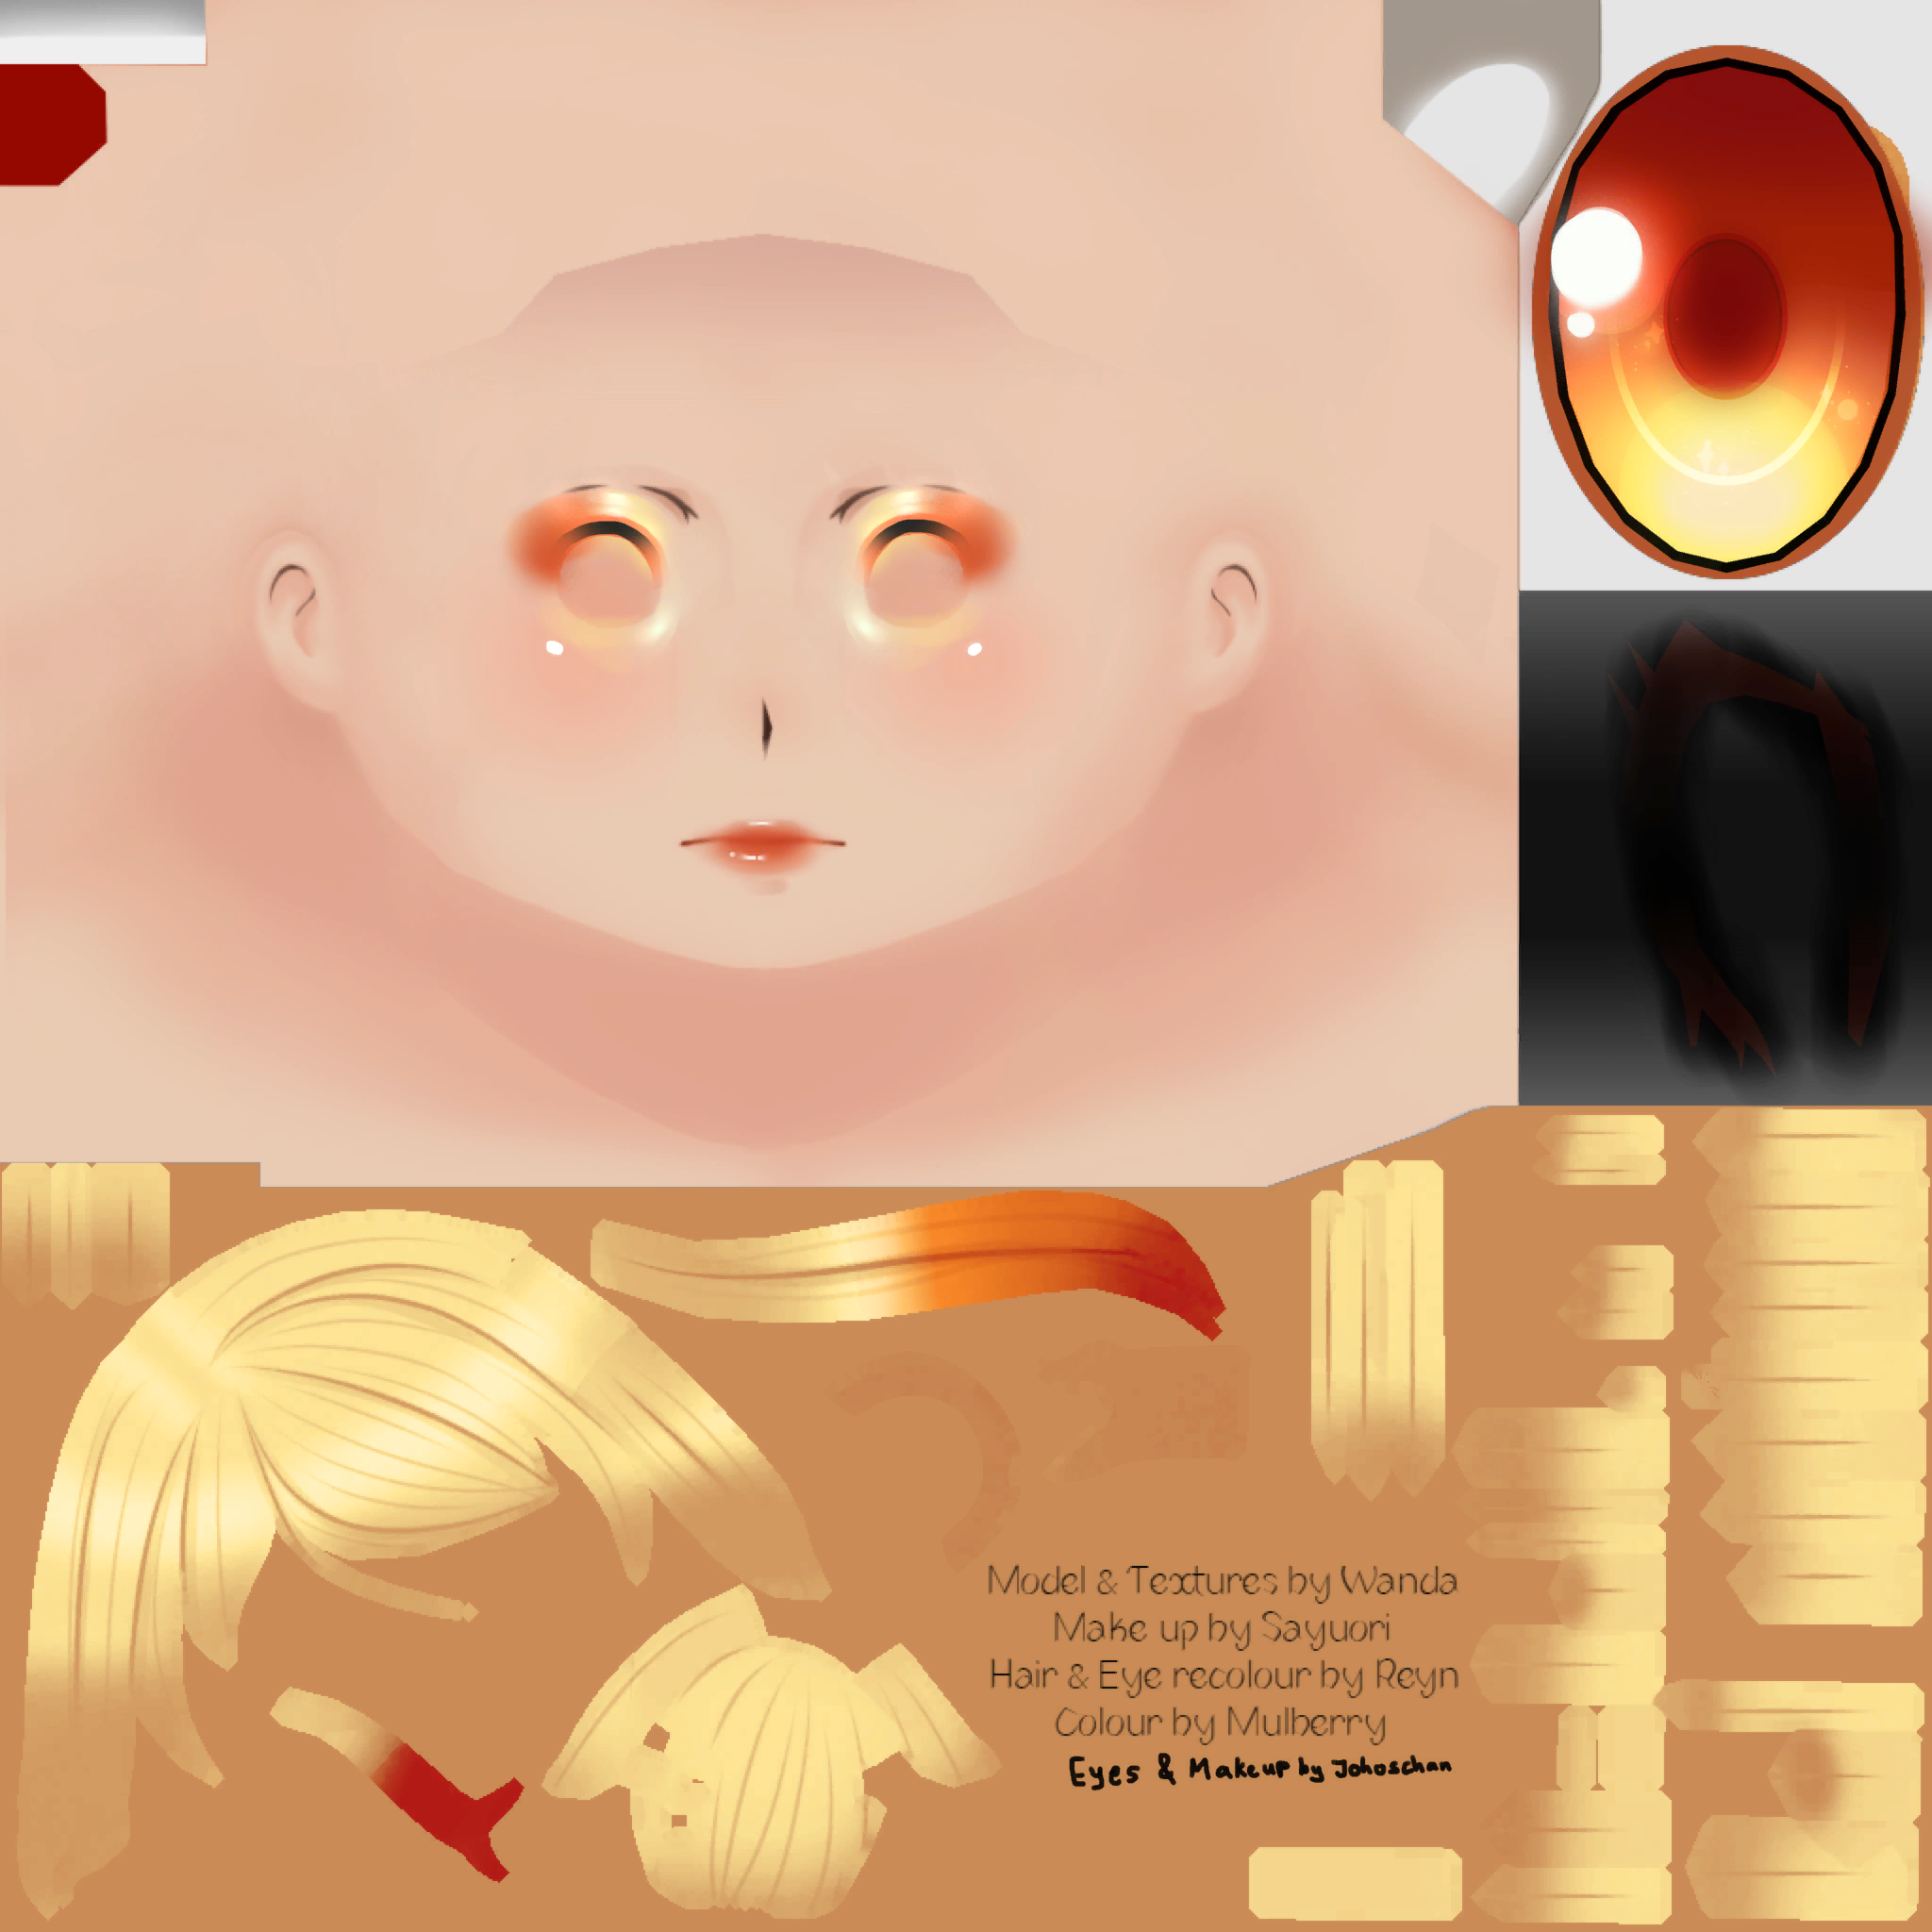 Model & Textures by Wanda
Make up by Sayuori
Hair & Eye recolour by Reyn
Colour by Mulberry
Eyes & Makeup by Johoschan